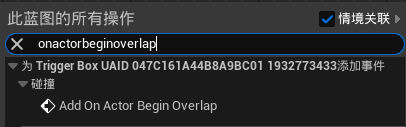 此蓝图的所有操作 情境关联
onactorbeginoverlap
为 Trigger Box UAID 047C161A44B8A9BC01 1932773433添加事件
碰撞
Add On Actor Begin Overlap